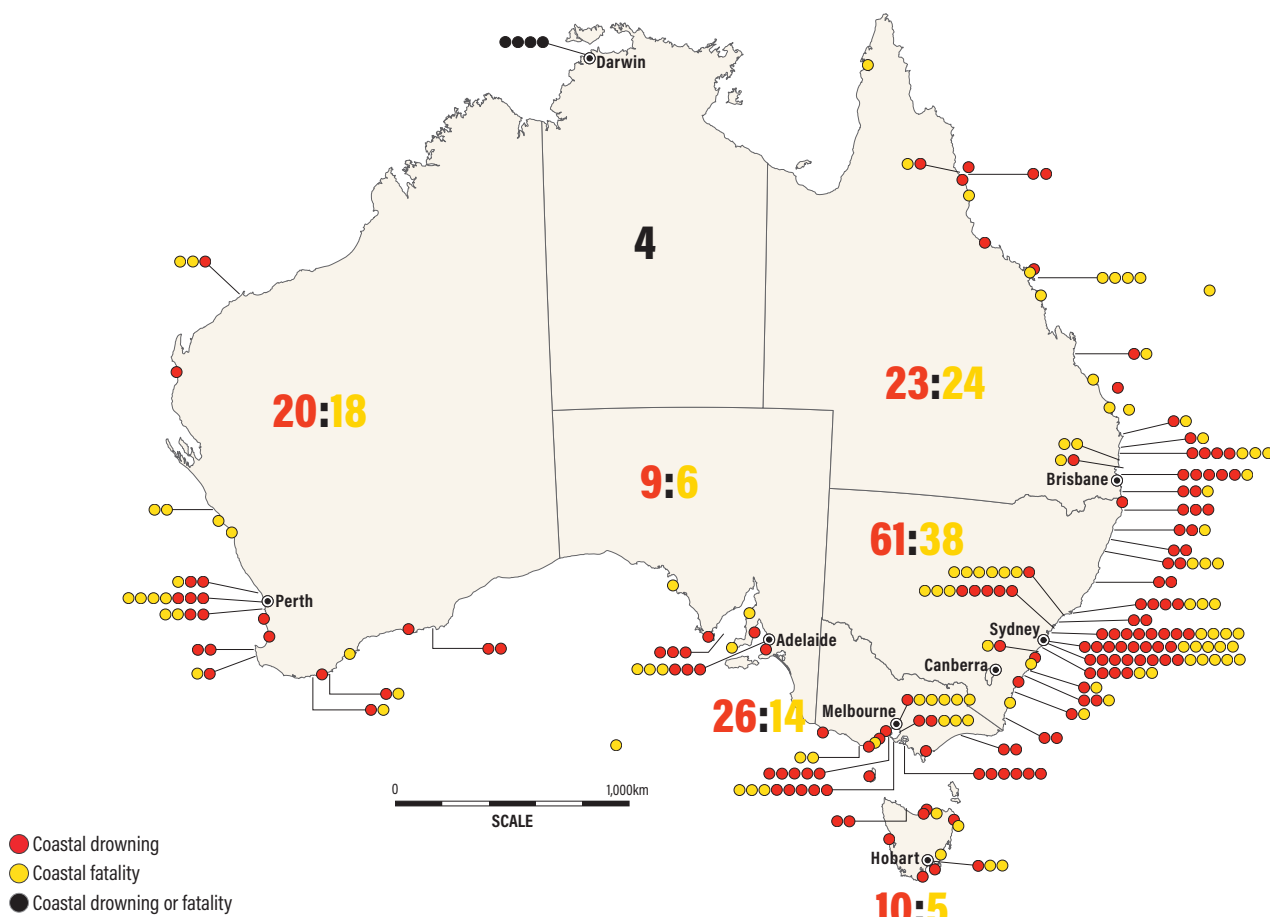 Darwin
4
23:24
20:18
9:6
Brisbane
61:38
Perth
Sydney
Adelaide
Canberra
26:14
Melbourne
0 1,000km
SCALE
Coastal drowning
Hobart
Coastal fatality
Coastal drowning or fatality
10:5